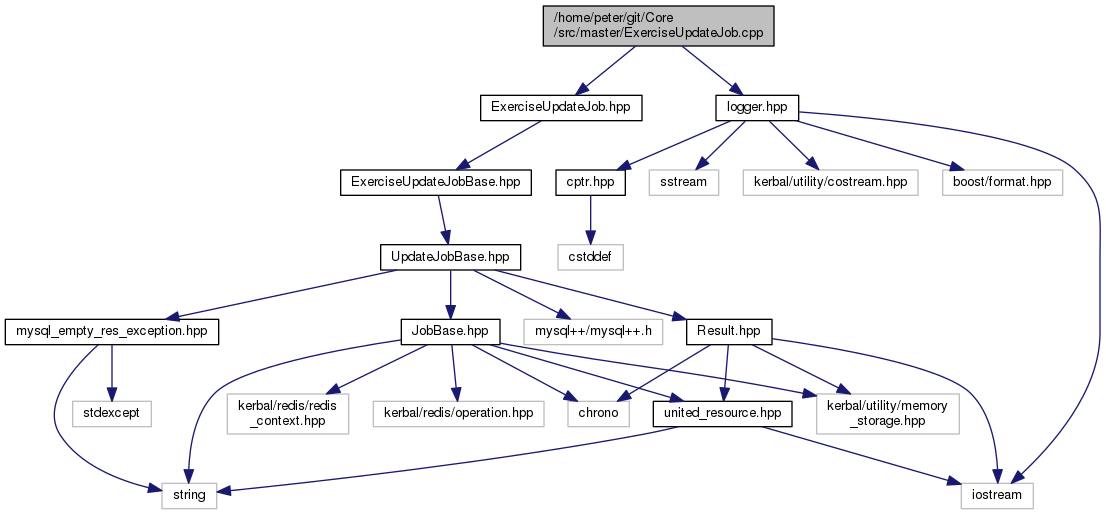 /home/peter/git/Core
/src/master/ExerciseUpdateJob.cpp
ExerciseUpdateJob.hpp
logger.hpp
ExerciseUpdateJobBase.hpp
cptr.hpp
sstream
kerbal/utility/costream.hpp
boost/format.hpp
UpdateJobBase.hpp
cstddef
mysql_empty_res_exception.hpp
JobBase.hpp
mysql++/mysql++.h
Result.hpp
stdexcept
kerbal/redis/redis
_context.hpp
kerbal/redis/operation.hpp
chrono
united_resource.hpp
kerbal/utility/memory
_storage.hpp
string
iostream